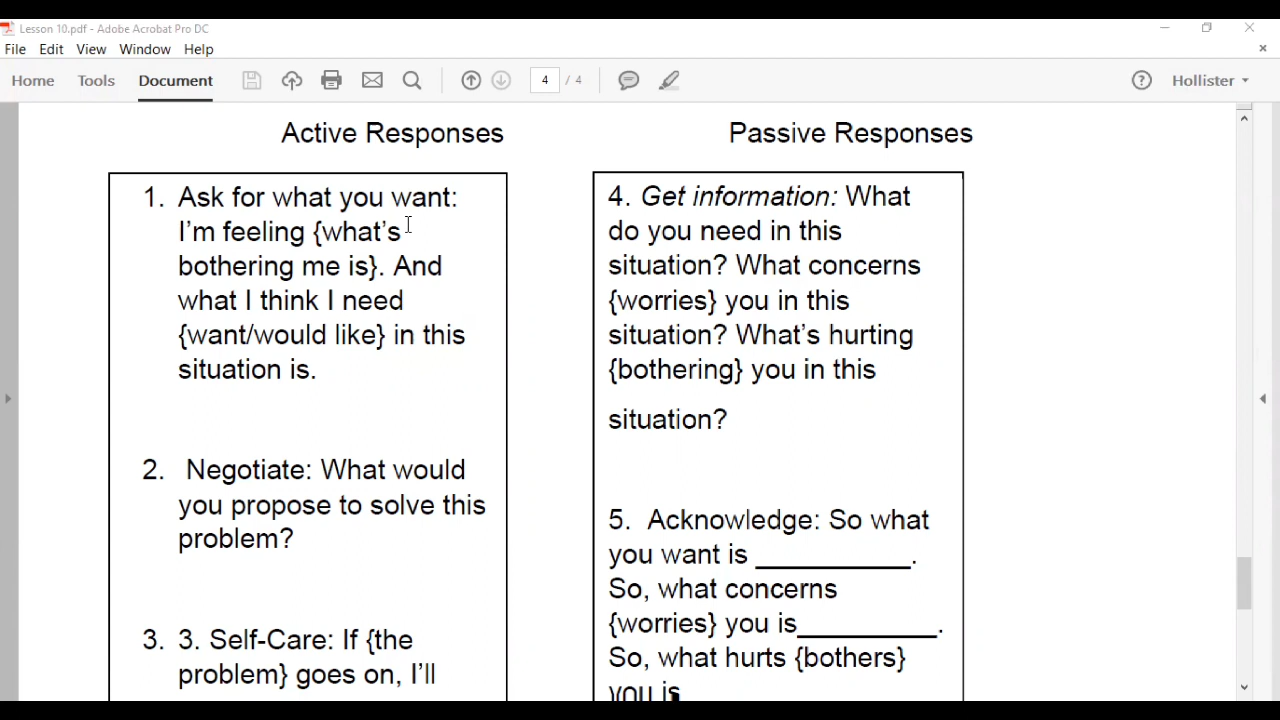 Lesson 10.pdf - Adobe Acrobat Pro DC
File Edit View Window Help
Home Tools Document 4 / 4 Hollister
Active Responses
1. Ask for what you want:
I'm feeling {what's
bothering me is}. And
what I think I need
{want/would like} in this
situation is.
2. Negotiate: What would
you propose to solve this
problem?
3. 3. Self-Care: If {the
problem} goes on, I'll
Passive Responses
4. Get information: What
do you need in this
situation? What concerns
{worries} you in this
situation? What's hurting
{bothering} you in this
situation?
5. Acknowledge: So what
you want is ___________.
So, what concerns
{worries} you is__________.
So, what hurts {bothers}
you is